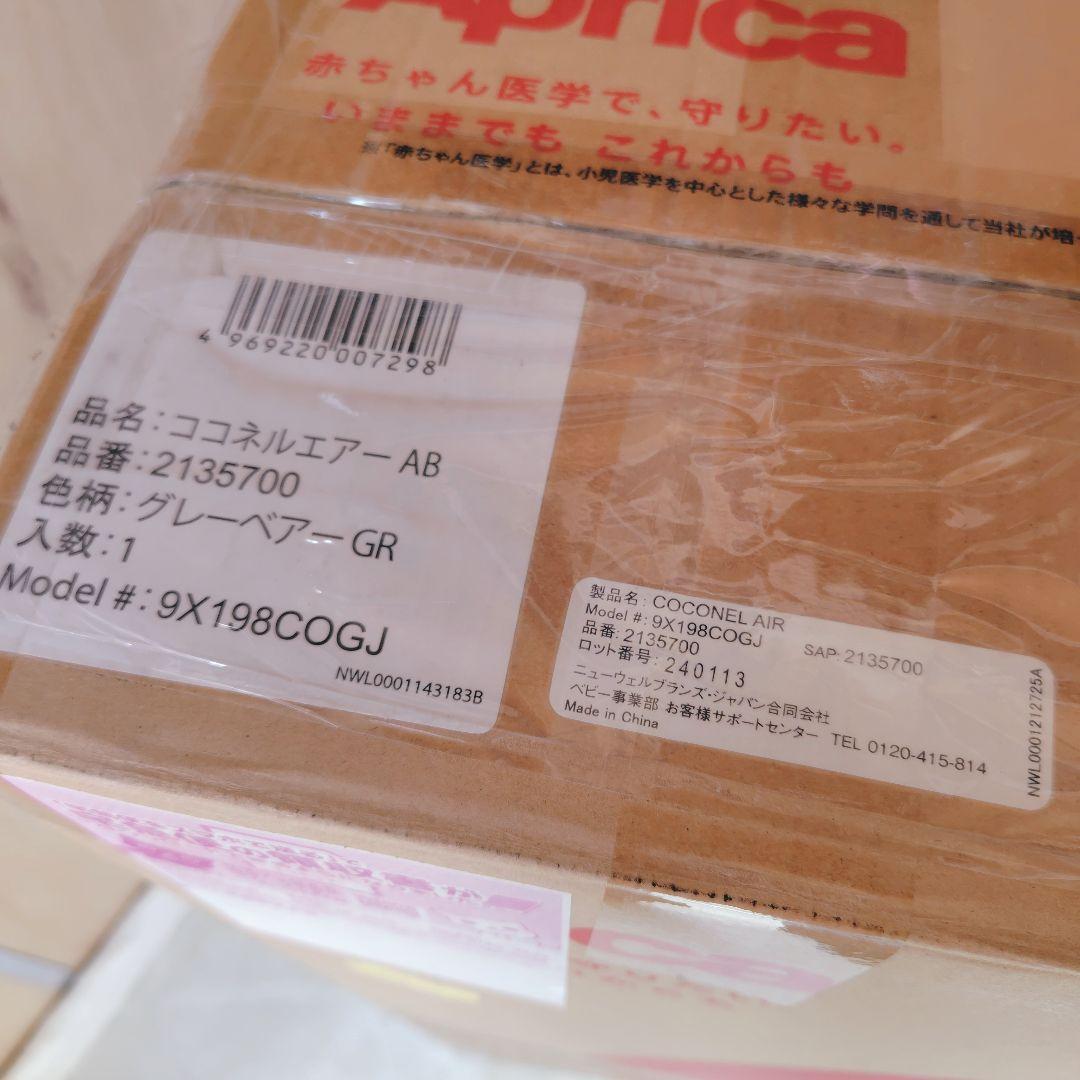 Aprica
赤ちゃん医学で、守りたい。
いままでも これからも
※「赤ちゃん医学」とは、小児医学を中心とした様々な学問を通して当社が培
4 969220 007298
品名:ココネルエアー AB
品番:2135700
色柄:グレーベアー GR
入数:1
Model #: 9X198COGJ
NWL0001143183B
製品名: COCONEL AIR
Model #: 9X198COGJ
品番: 2135700 SAP: 2135700
ロット番号: 240113
ニューウェルブランズ・ジャパン合同会社
ベビー事業部 お客様サポートセンター TEL 0120-415-814
Made in China
NWL0001212725A